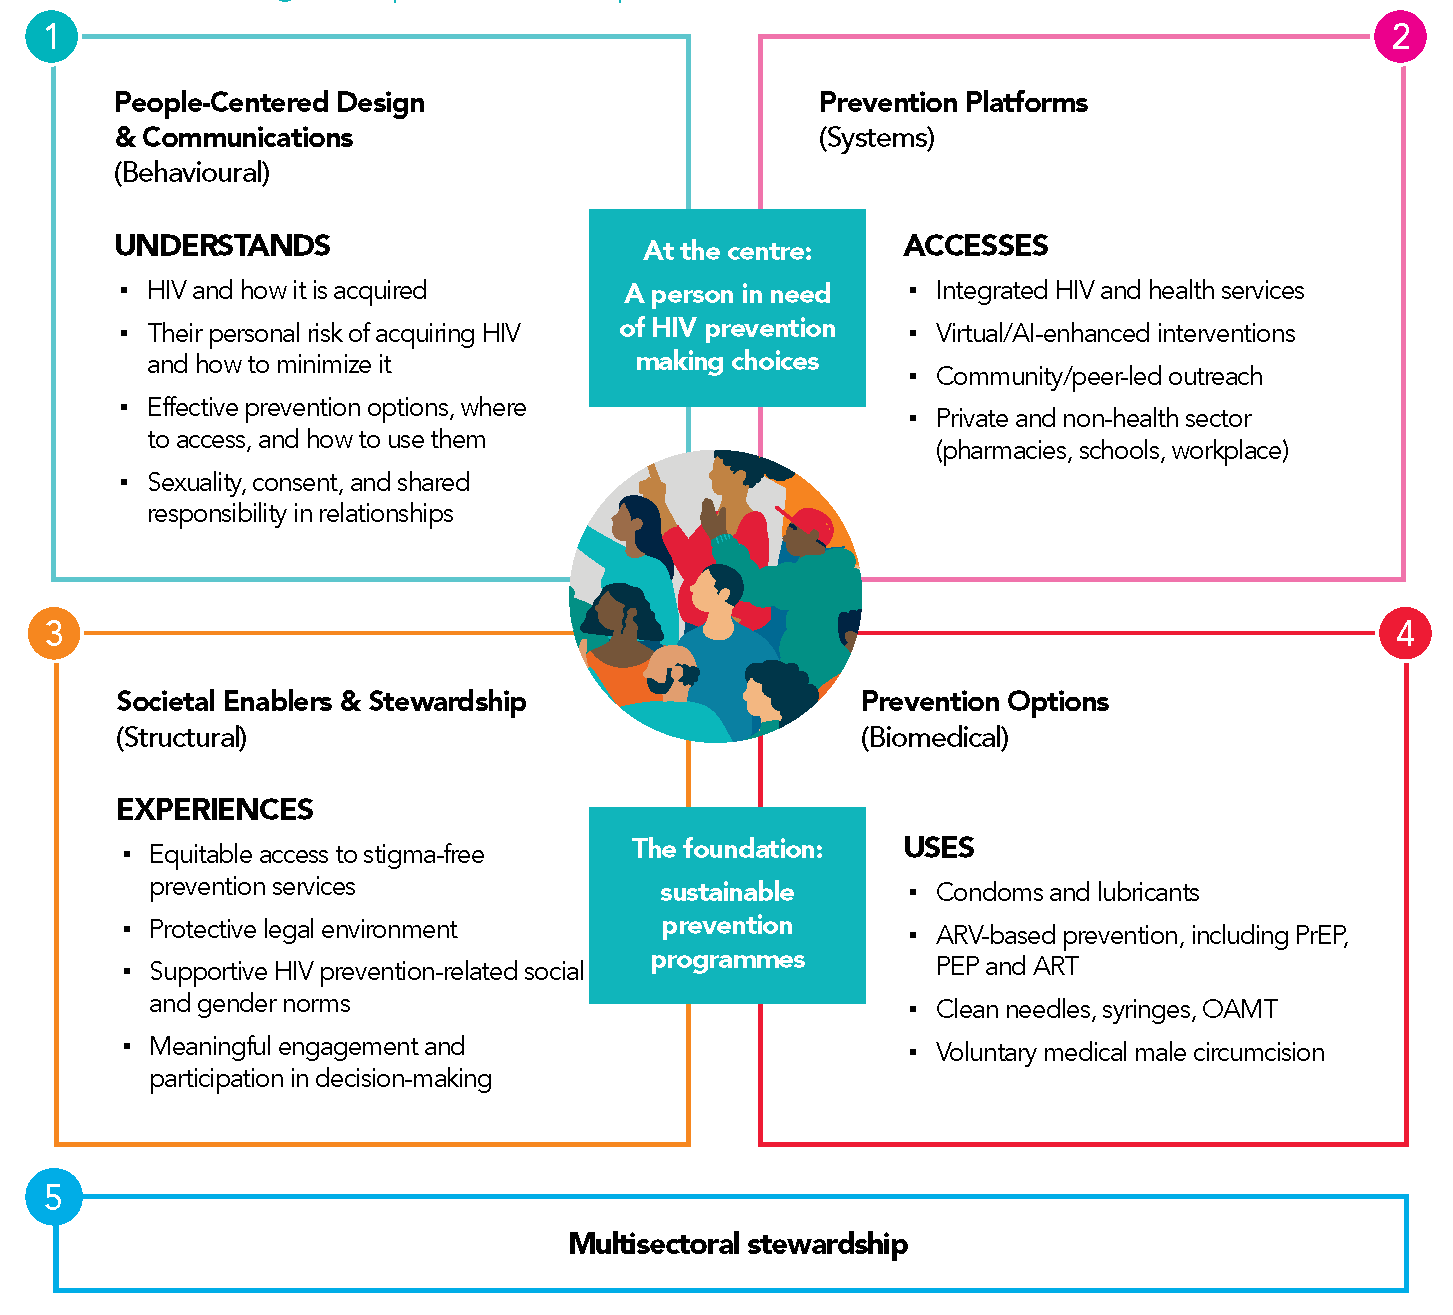 1
People-Centered Design
& Communications
(Behavioural)
UNDERSTANDS
▪ HIV and how it is acquired
▪ Their personal risk of acquiring HIV
and how to minimize it
▪ Effective prevention options, where
to access, and how to use them
▪ Sexuality, consent, and shared
responsibility in relationships
2
Prevention Platforms
(Systems)
ACCESSES
▪ Integrated HIV and health services
▪ Virtual/AI-enhanced interventions
▪ Community/peer-led outreach
▪ Private and non-health sector
(pharmacies, schools, workplace)
At the centre:
A person in need
of HIV prevention
making choices
3
Societal Enablers & Stewardship
(Structural)
EXPERIENCES
▪ Equitable access to stigma-free
prevention services
▪ Protective legal environment
▪ Supportive HIV prevention-related social
and gender norms
▪ Meaningful engagement and
participation in decision-making
4
Prevention Options
(Biomedical)
USES
▪ Condoms and lubricants
▪ ARV-based prevention, including PrEP,
PEP and ART
▪ Clean needles, syringes, OAMT
▪ Voluntary medical male circumcision
The foundation:
sustainable
prevention
programmes
5
Multisectoral stewardship